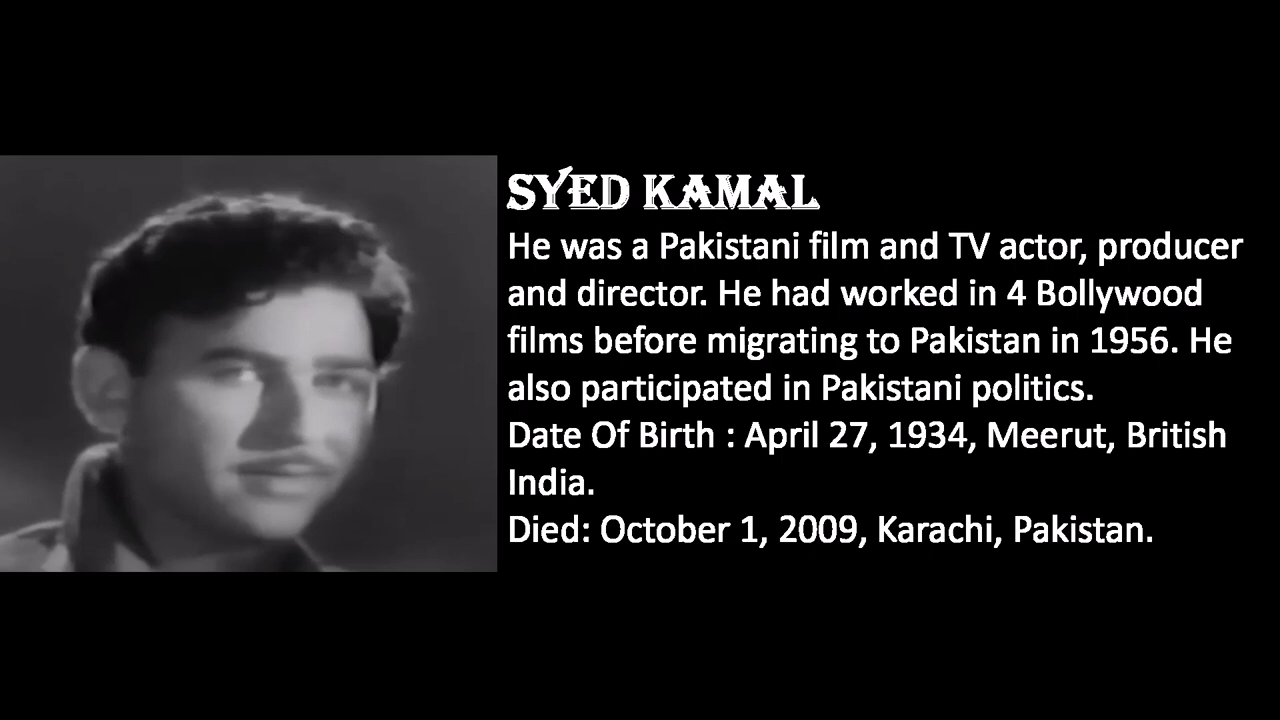 SYED KAMAL
He was a Pakistani film and TV actor, producer
and director. He had worked in 4 Bollywood
films before migrating to Pakistan in 1956. He
also participated in Pakistani politics.
Date Of Birth : April 27, 1934, Meerut, British
India.
Died: October 1, 2009, Karachi, Pakistan.